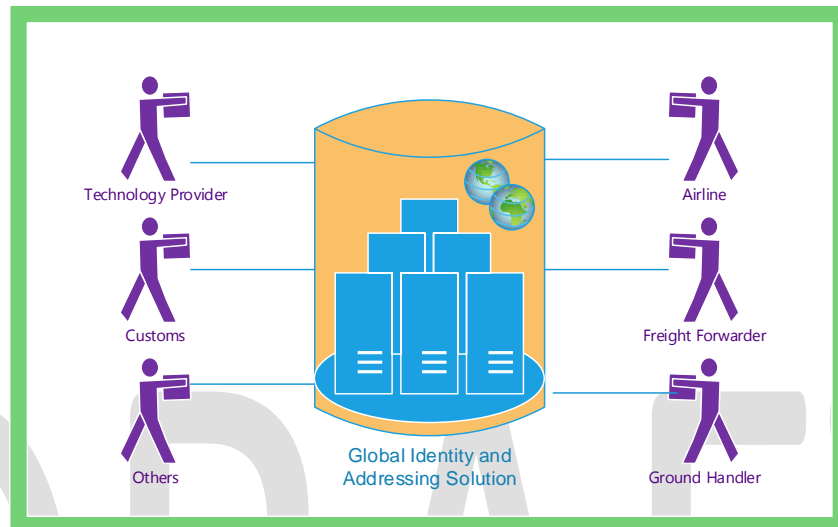 Technology Provider
Airline
Customs
Freight Forwarder
Global Identity and
Addressing Solution
Others
Ground Handler